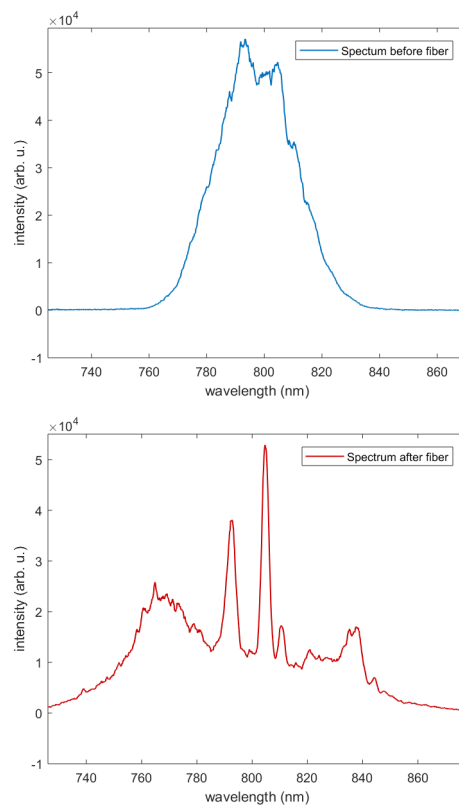 ×10⁴
Spectum before fiber
5
4
3
2
1
0
-1
intensity (arb. u.)
740 760 780 800 820 840 860
wavelength (nm)
×10⁴
Spectrum after fiber
5
4
3
2
1
0
-1
intensity (arb. u.)
740 760 780 800 820 840 860
wavelength (nm)